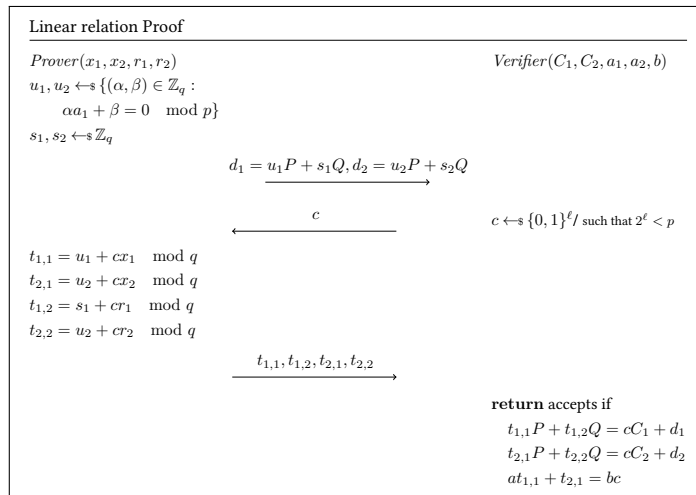 Linear relation Proof
Prover(x₁, x₂, r₁, r₂)
Verifier(C₁, C₂, a₁, a₂, b)
u₁, u₂ ←$ {(α, β) ∈ ℤ_q :
αa₁ + β = 0 mod p}
s₁, s₂ ←$ ℤ_q
d₁ = u₁P + s₁Q, d₂ = u₂P + s₂Q
c
c ←$ {0, 1}^ℓ/ such that 2^ℓ < p
t₁,₁ = u₁ + cx₁ mod q
t₂,₁ = u₂ + cx₂ mod q
t₁,₂ = s₁ + cr₁ mod q
t₂,₂ = u₂ + cr₂ mod q
t₁,₁, t₁,₂, t₂,₁, t₂,₂
return accepts if
t₁,₁P + t₁,₂Q = cC₁ + d₁
t₂,₁P + t₂,₂Q = cC₂ + d₂
at₁,₁ + t₂,₁ = bc